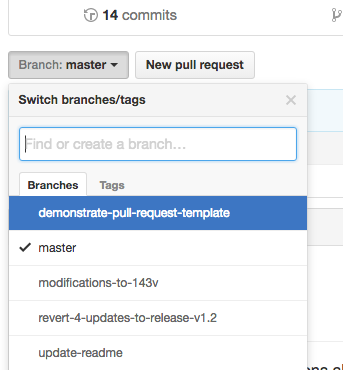 14 commits
Branch: master
New pull request
Switch branches/tags
Find or create a branch…
Branches
Tags
demonstrate-pull-request-template
master
modifications-to-143v
revert-4-updates-to-release-v1.2
update-readme